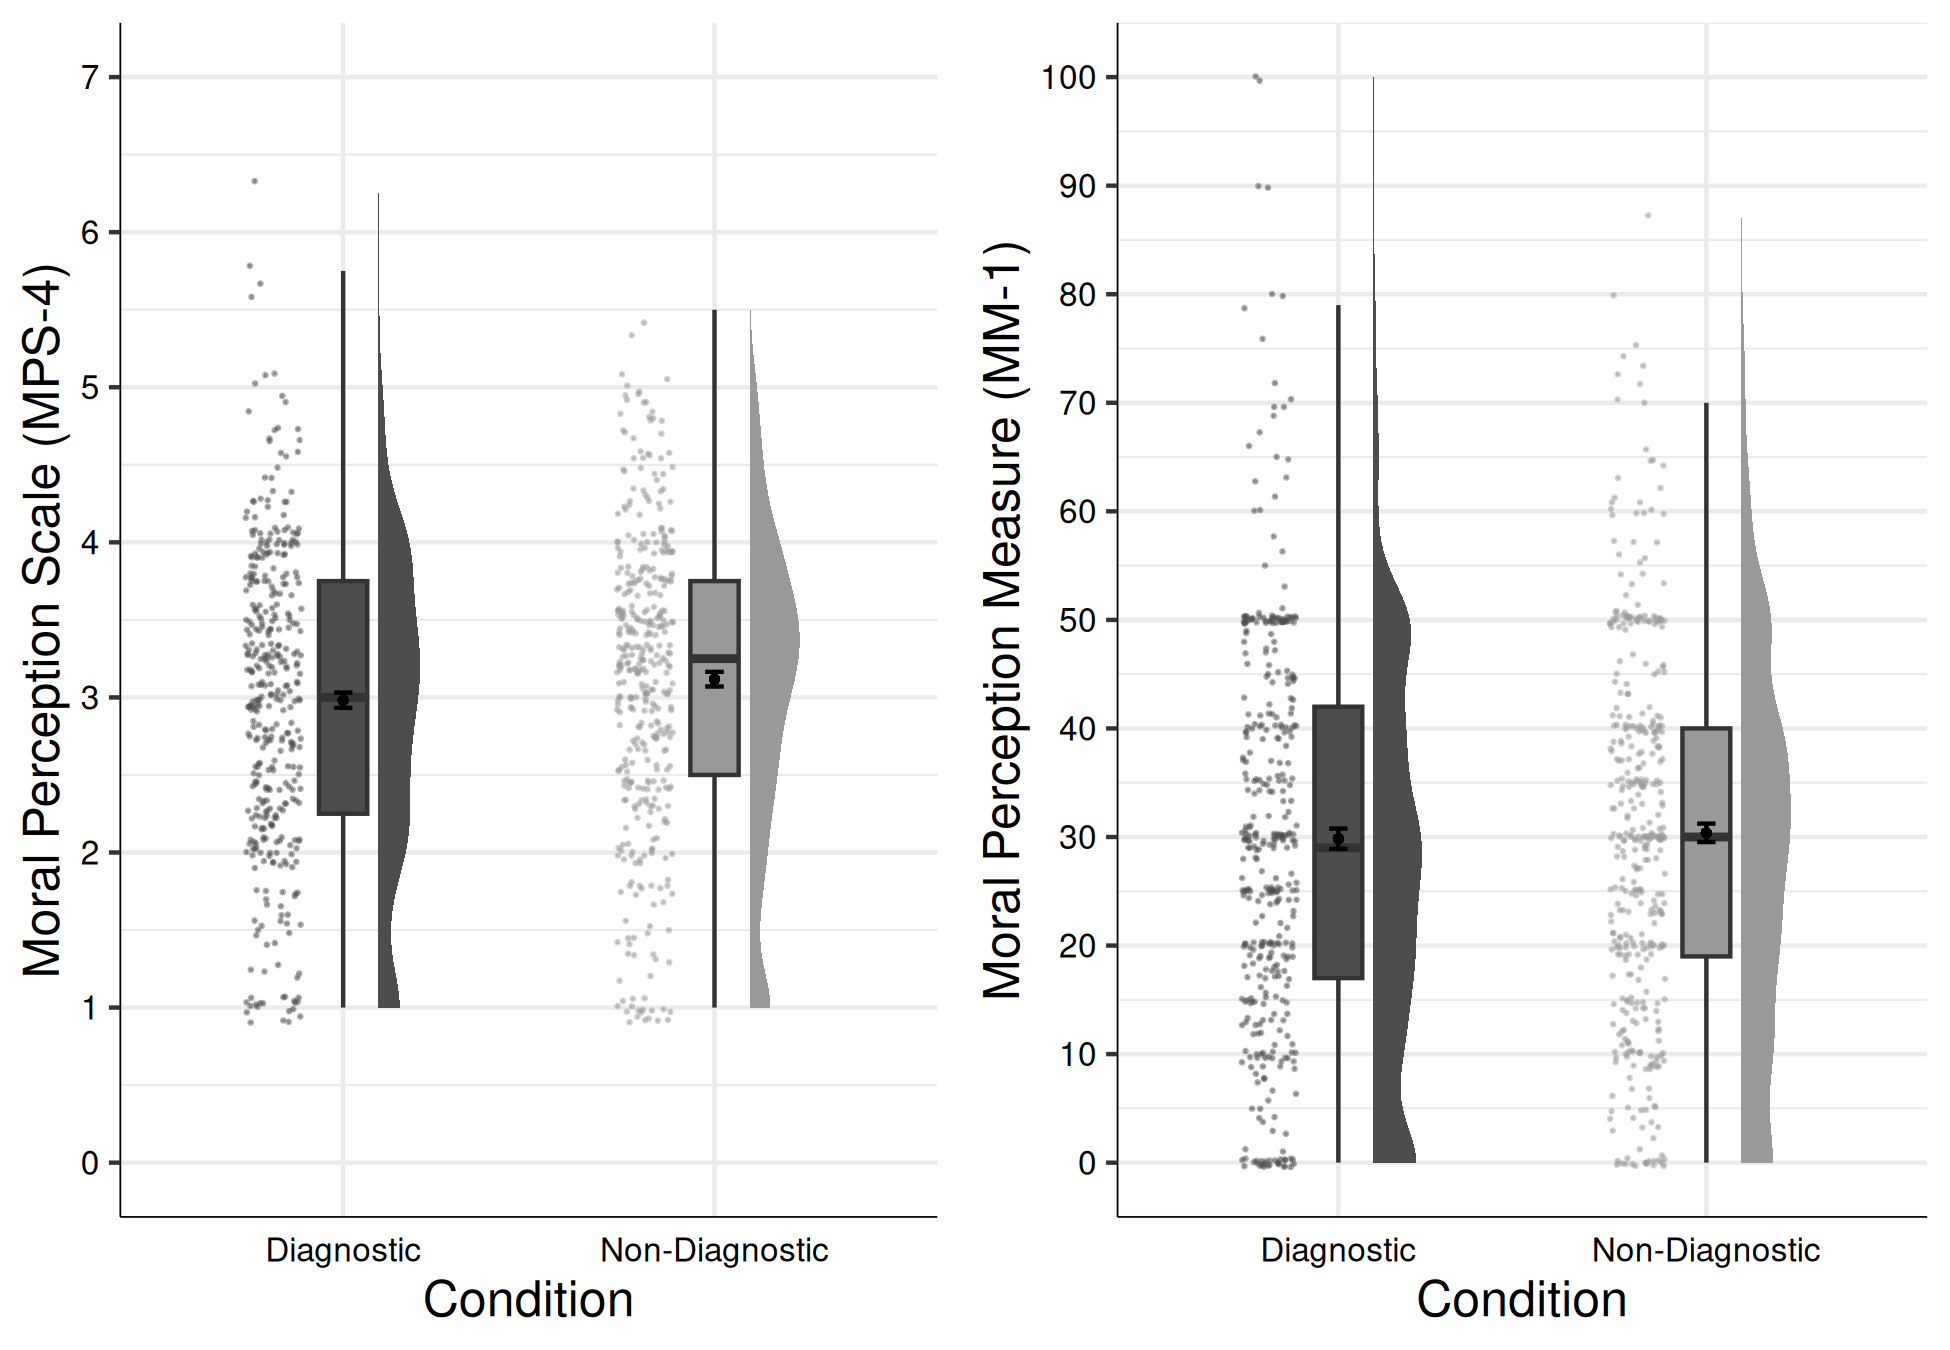 Moral Perception Scale (MPS-4)
7
6
5
4
3
2
1
0
Diagnostic
Non-Diagnostic
Condition
Moral Perception Measure (MM-1)
100
90
80
70
60
50
40
30
20
10
0
Diagnostic
Non-Diagnostic
Condition